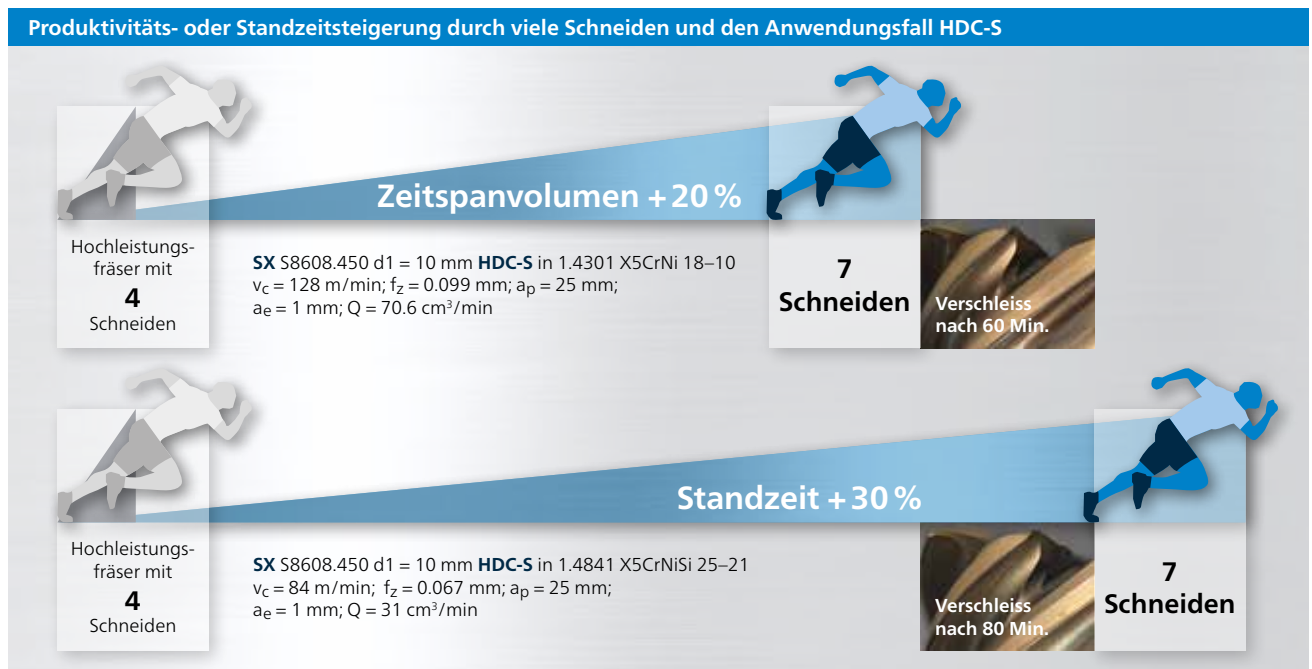 Produktivitäts- oder Standzeitsteigerung durch viele Schneiden und den Anwendungsfall HDC-S
Zeitspanvolumen + 20 %
Hochleistungs-
fräser mit
4
Schneiden
SX S8608.450 d1 = 10 mm HDC-S in 1.4301 X5CrNi 18–10
vc = 128 m/min; fz = 0.099 mm; ap = 25 mm;
ae = 1 mm; Q = 70.6 cm³/min
7
Schneiden
Verschleiss
nach 60 Min.
Standzeit + 30 %
Hochleistungs-
fräser mit
4
Schneiden
SX S8608.450 d1 = 10 mm HDC-S in 1.4841 X5CrNiSi 25–21
vc = 84 m/min; fz = 0.067 mm; ap = 25 mm;
ae = 1 mm; Q = 31 cm³/min
Verschleiss
nach 80 Min.
7
Schneiden